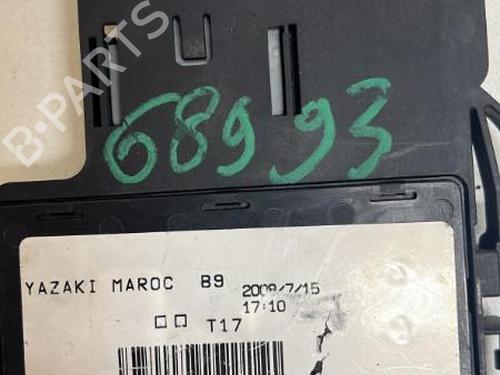 B-PARTS
68993
YAZAKI MAROC B9
2009/7/15
17:10
T17